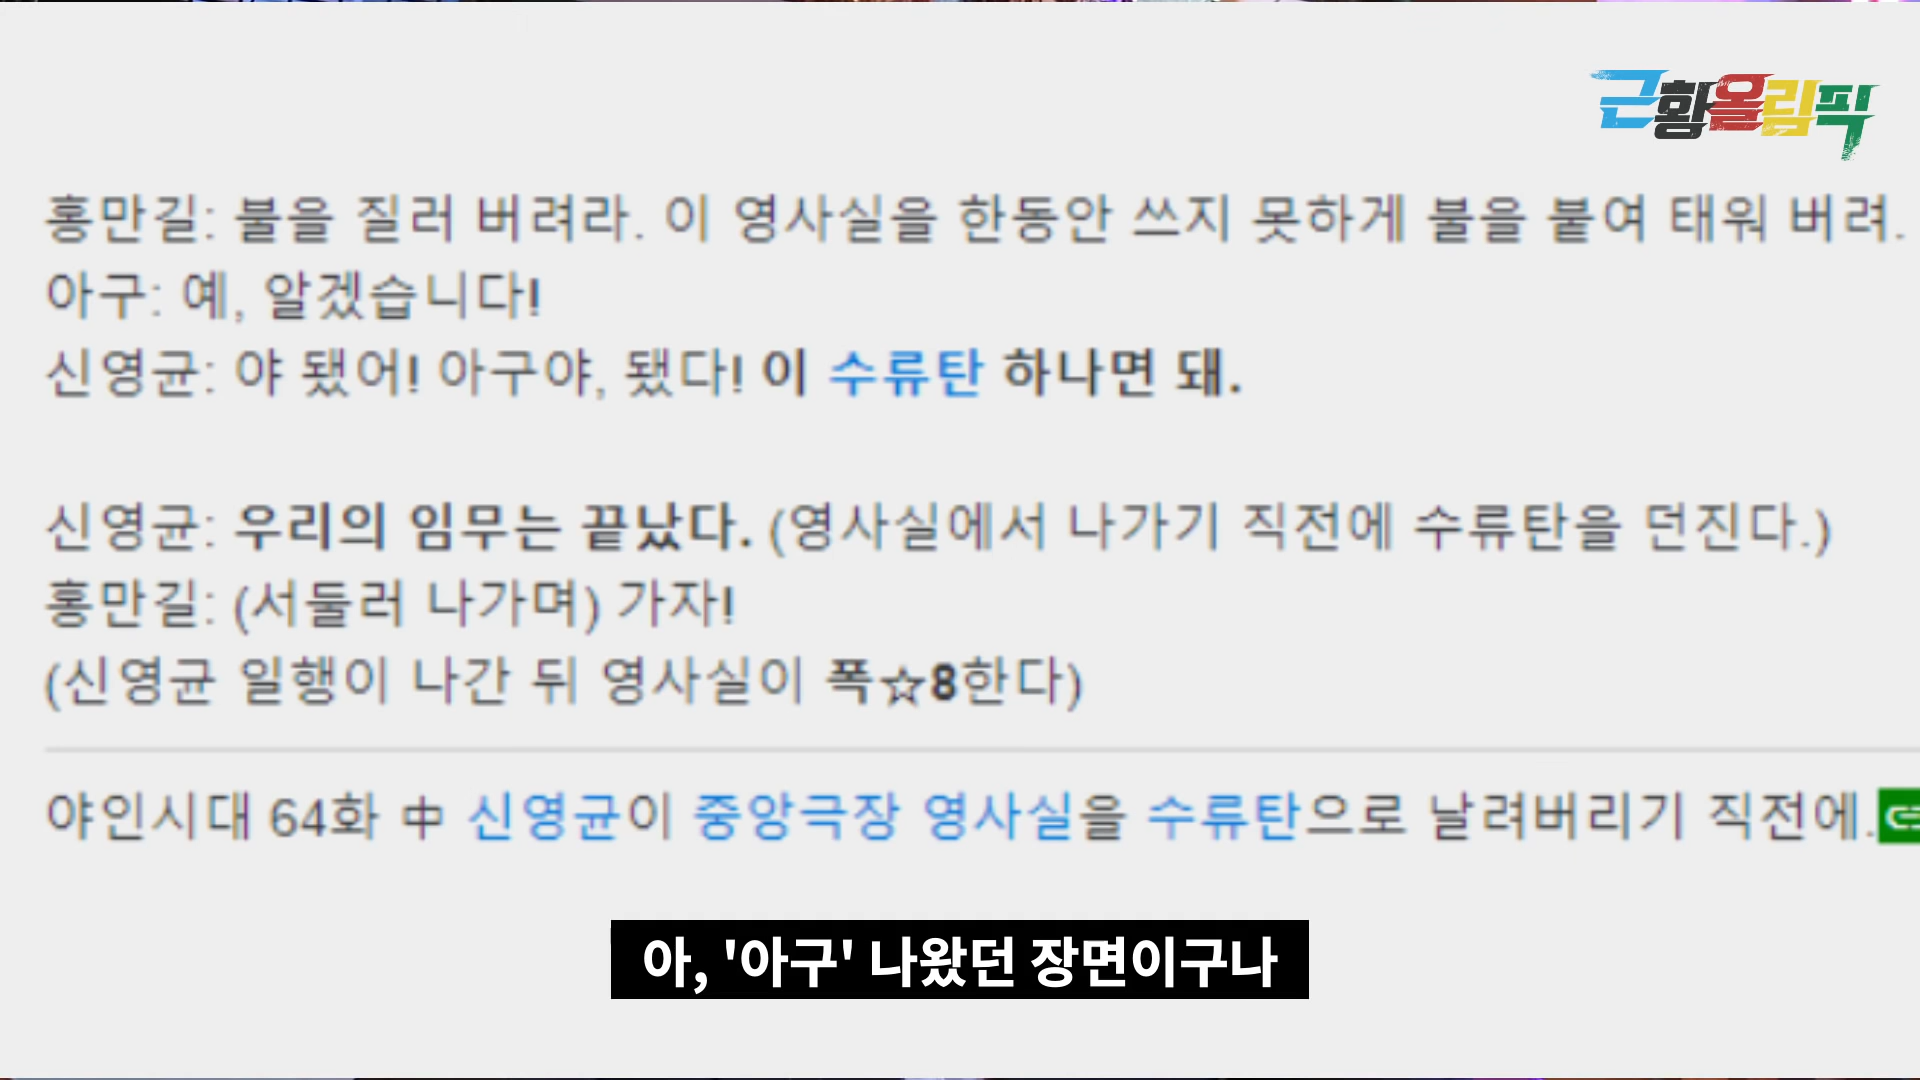 근황올림픽
홍만길: 불을 질러 버려라. 이 영사실을 한동안 쓰지 못하게 불을 붙여 태워 버려.
아구: 예, 알겠습니다!
신영균: 야 됐어! 아구야, 됐다! 이 수류탄 하나면 돼.
신영균: 우리의 임무는 끝났다. (영사실에서 나가기 직전에 수류탄을 던진다.)
홍만길: (서둘러 나가며) 가자!
(신영균 일행이 나간 뒤 영사실이 폭☆8한다)
야인시대 64화 中 신영균이 중앙극장 영사실을 수류탄으로 날려버리기 직전에.
아, '아구' 나왔던 장면이구나